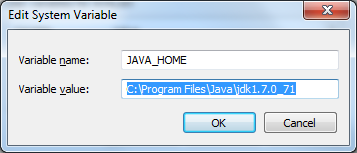 Edit System Variable
Variable name: JAVA_HOME
Variable value: C:\Program Files\Java\jdk1.7.0_71
OK Cancel